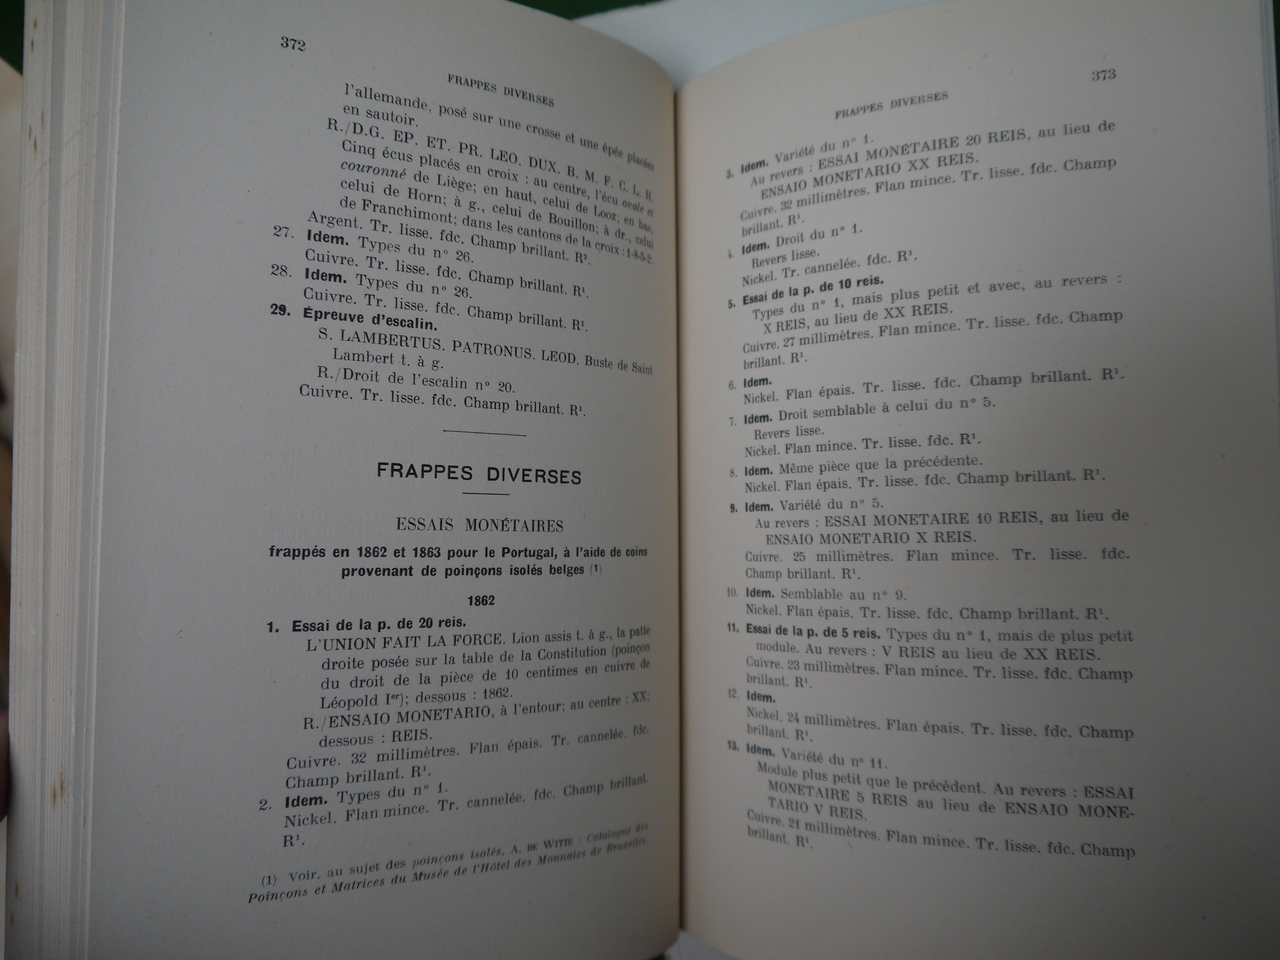 372
FRAPPES DIVERSES
l'allemande, posé sur une crosse et une épée placées
en sautoir.
R./D.G. EP. ET. PR. LEO. DUX. B. M. F. C. L. H.
Cinq écus placés en croix : au centre, l'écu ovale et
couronné de Liège; en haut, celui de Looz; en bas,
celui de Horn; à g., celui de Bouillon; à dr., celui
de Franchimont; dans les cantons de la croix : 1-8-5-2.
Argent. Tr. lisse. fdc. Champ brillant. R².
27. Idem. Types du n° 26.
Cuivre. Tr. lisse. fdc. Champ brillant. R¹.
28. Idem. Types du n° 26.
Cuivre. Tr. lisse. fdc. Champ brillant. R¹.
29. Épreuve d'escalin.
S. LAMBERTUS. PATRONUS. LEOD. Buste de Saint
Lambert t. à g.
R./Droit de l'escalin n° 20.
Cuivre. Tr. lisse. fdc. Champ brillant. R¹.
FRAPPES DIVERSES
ESSAIS MONÉTAIRES
frappés en 1862 et 1863 pour le Portugal, à l'aide de coins
provenant de poinçons isolés belges (1)
1862
1. Essai de la p. de 20 reis.
L'UNION FAIT LA FORCE. Lion assis t. à g., la patte
droite posée sur la table de la Constitution (poinçon
du droit de la pièce de 10 centimes en cuivre de
Léopold Ier); dessous : 1862.
R./ENSAIO MONETARIO, à l'entour; au centre : XX;
dessous : REIS.
Cuivre. 32 millimètres. Flan épais. Tr. cannelée. fdc.
Champ brillant. R¹.
2. Idem. Types du n° 1.
Nickel. Flan mince. Tr. cannelée. fdc. Champ brillant.
R¹.
(1) Voir, au sujet des poinçons isolés, A. DE WITTE : Catalogue des
Poinçons et Matrices du Musée de l'Hôtel des Monnaies de Bruxelles.
373
FRAPPES DIVERSES
3. Idem. Variété du n° 1.
Au revers : ESSAI MONÉTAIRE 20 REIS, au lieu de
ENSAIO MONETARIO XX REIS.
Cuivre. 32 millimètres. Flan mince. Tr. lisse. fdc. Champ
brillant. R¹.
4. Idem. Droit du n° 1.
Revers lisse.
Nickel. Tr. cannelée. fdc. R¹.
5. Essai de la p. de 10 reis.
Types du n° 1, mais plus petit et avec, au revers :
X REIS, au lieu de XX REIS.
Cuivre. 27 millimètres. Flan mince. Tr. lisse. fdc. Champ
brillant. R¹.
6. Idem.
Nickel. Flan épais. Tr. lisse. fdc. Champ brillant. R¹.
7. Idem. Droit semblable à celui du n° 5.
Revers lisse.
Nickel. Flan mince. Tr. lisse. fdc. R¹.
8. Idem. Même pièce que la précédente.
Nickel. Flan épais. Tr. lisse. fdc. Champ brillant. R¹.
9. Idem. Variété du n° 5.
Au revers : ESSAI MONETAIRE 10 REIS, au lieu de
ENSAIO MONETARIO X REIS.
Cuivre. 25 millimètres. Flan mince. Tr. lisse. fdc.
Champ brillant. R¹.
10. Idem. Semblable au n° 9.
Nickel. Flan épais. Tr. lisse. fdc. Champ brillant. R¹.
11. Essai de la p. de 5 reis. Types du n° 1, mais de plus petit
module. Au revers : V REIS au lieu de XX REIS.
Cuivre. 23 millimètres. Flan mince. Tr. lisse. fdc. Champ
brillant. R¹.
12. Idem.
Nickel. 24 millimètres. Flan épais. Tr. lisse. fdc. Champ
brillant. R¹.
13. Idem. Variété du n° 11.
Module plus petit que le précédent. Au revers : ESSAI
MONETAIRE 5 REIS au lieu de ENSAIO MONE-
TARIO V REIS.
Cuivre. 21 millimètres. Flan mince. Tr. lisse. fdc. Champ
brillant. R¹.